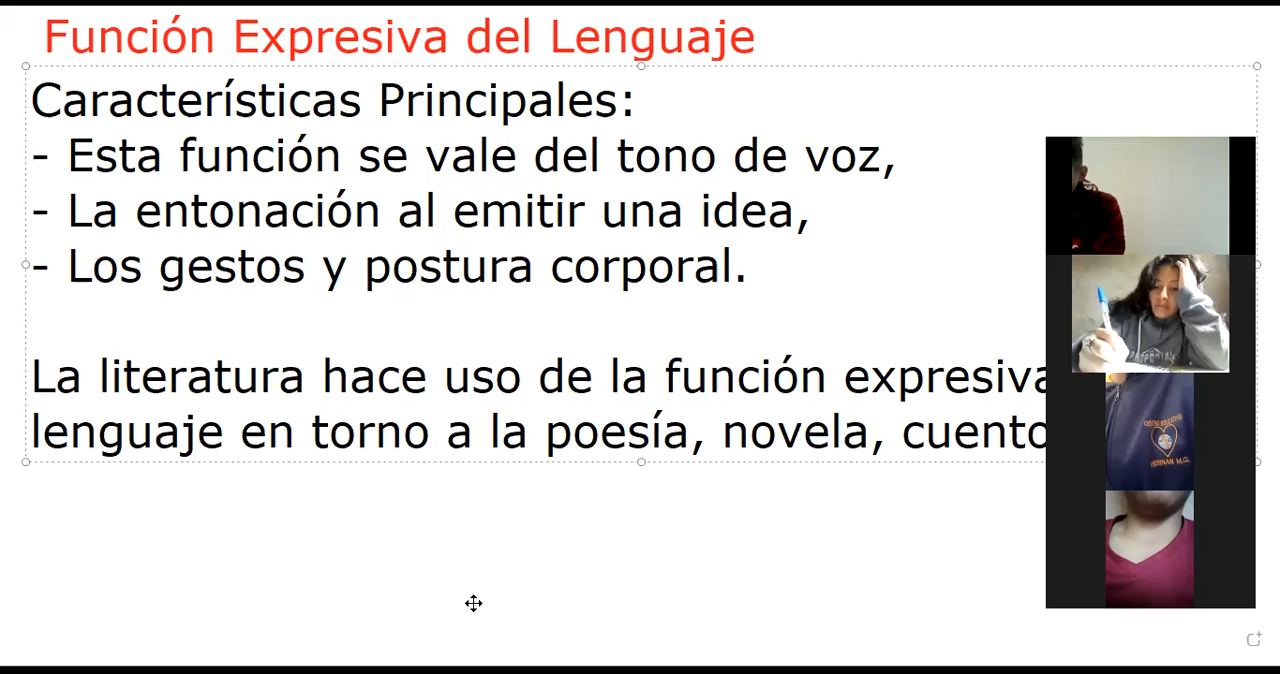 Función Expresiva del Lenguaje
Características Principales:
- Esta función se vale del tono de voz,
- La entonación al emitir una idea,
- Los gestos y postura corporal.
La literatura hace uso de la función expresiva
lenguaje en torno a la poesía, novela, cuento
CENTRO EDUCATIVO